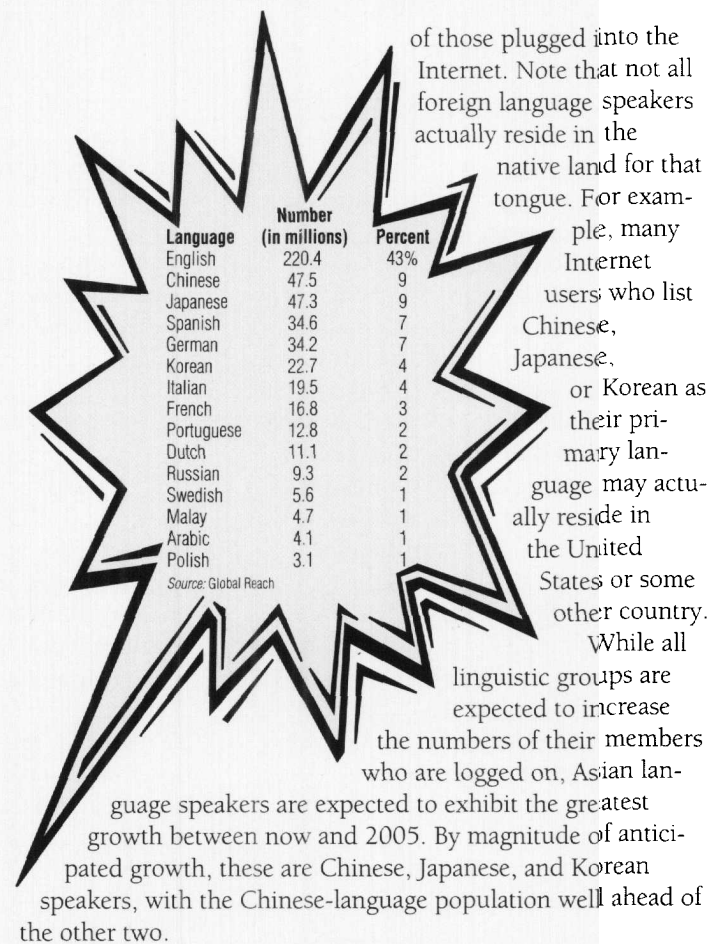 of those plugged into the
Internet. Note that not all
foreign language speakers
actually reside in the
native land for that
tongue. For exam-
ple, many
Internet
users who list
Chinese,
Japanese,
or Korean as
their pri-
mary lan-
guage may actu-
ally reside in
the United
States or some
other country.
While all
linguistic groups are
expected to increase
the numbers of their members
who are logged on, Asian lan-
guage speakers are expected to exhibit the greatest
growth between now and 2005. By magnitude of antici-
pated growth, these are Chinese, Japanese, and Korean
speakers, with the Chinese-language population well ahead of
the other two.
Language Number (in millions) Percent
English 220.4 43%
Chinese 47.5 9
Japanese 47.3 9
Spanish 34.6 7
German 34.2 7
Korean 22.7 4
Italian 19.5 4
French 16.8 3
Portuguese 12.8 2
Dutch 11.1 2
Russian 9.3 2
Swedish 5.6 1
Malay 4.7 1
Arabic 4.1 1
Polish 3.1 1
Source: Global Reach